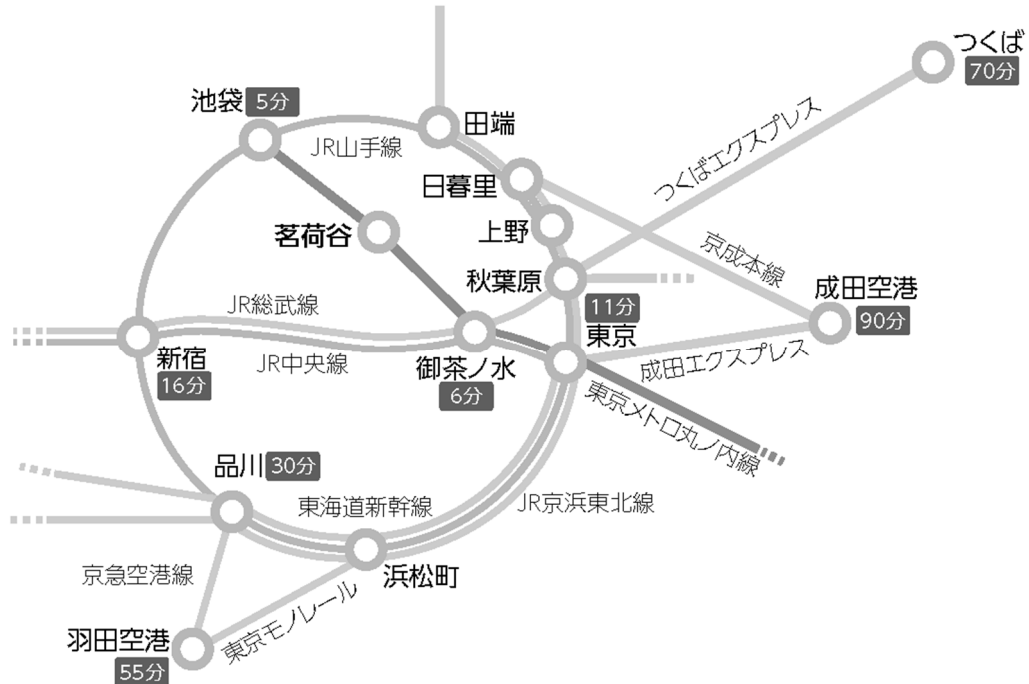 つくば
70分
池袋
5分
田端
JR山手線
つくばエクスプレス
日暮里
茗荷谷
上野
京成本線
秋葉原
成田空港
90分
11分
JR総武線
東京
新宿
16分
JR中央線
御茶ノ水
6分
成田エクスプレス
東京メトロ丸ノ内線
品川
30分
東海道新幹線
JR京浜東北線
京急空港線
浜松町
東京モノレール
羽田空港
55分